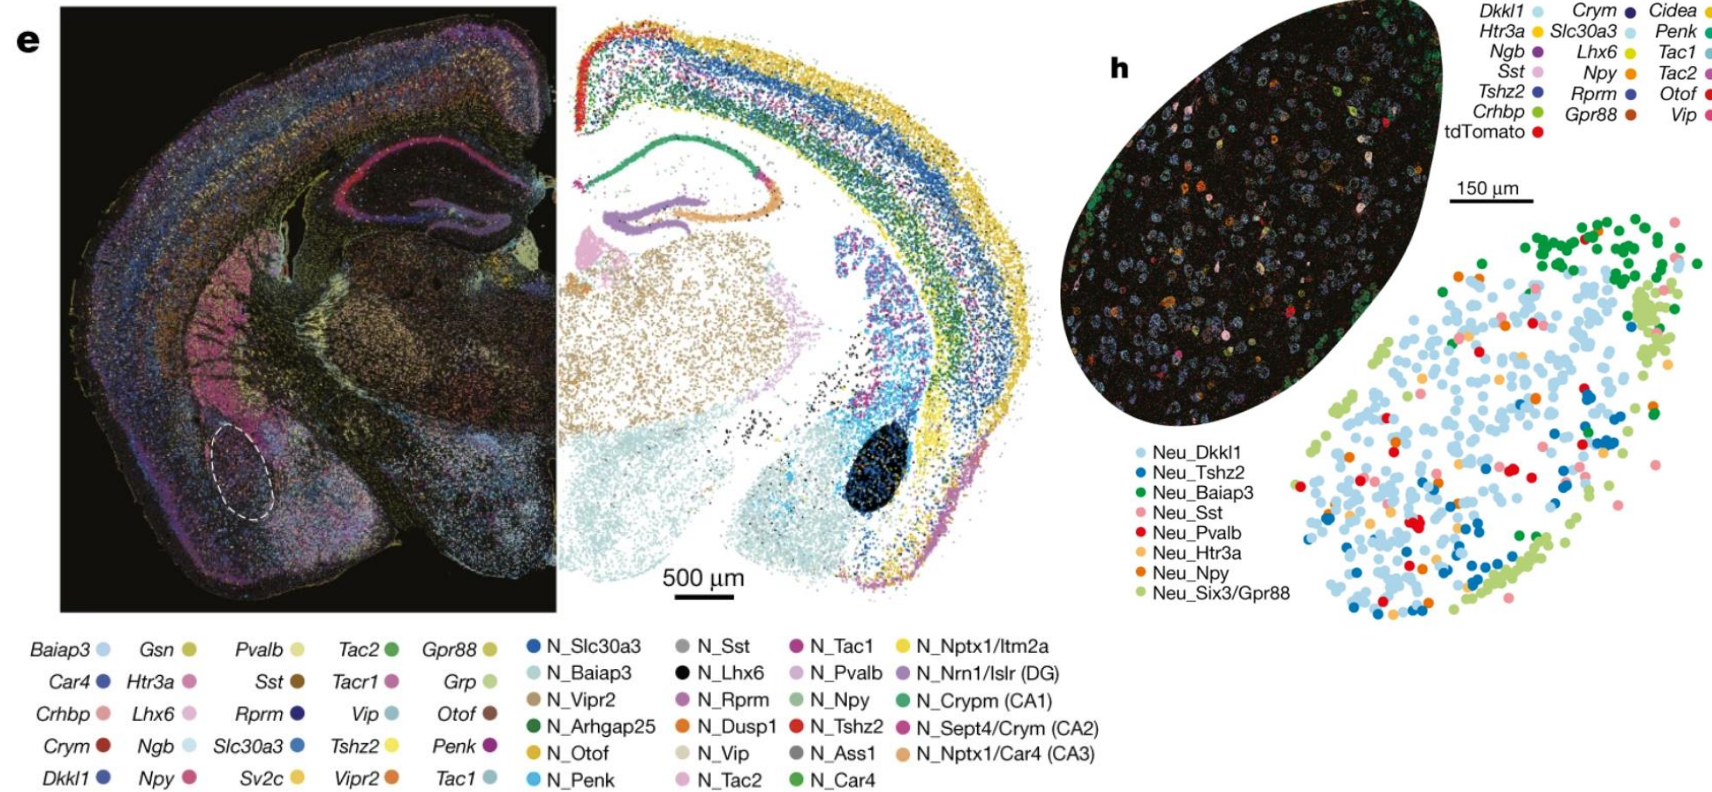 e
500 µm
Baiap3 Gsn Pvalb Tac2 Gpr88
Car4 Htr3a Sst Tacr1 Grp
Crhbp Lhx6 Rprm Vip Otof
Crym Ngb Slc30a3 Tshz2 Penk
Dkkl1 Npy Sv2c Vipr2 Tac1
N_Slc30a3 N_Sst N_Tac1 N_Nptx1/Itm2a
N_Baiap3 N_Lhx6 N_Pvalb N_Nrn1/Islr (DG)
N_Vipr2 N_Rprm N_Npy N_Crypm (CA1)
N_Arhgap25 N_Dusp1 N_Tshz2 N_Sept4/Crym (CA2)
N_Otof N_Vip N_Ass1 N_Nptx1/Car4 (CA3)
N_Penk N_Tac2 N_Car4
h
Dkkl1 Crym Cidea
Htr3a Slc30a3 Penk
Ngb Lhx6 Tac1
Sst Npy Tac2
Tshz2 Rprm Otof
Crhbp Gpr88 Vip
tdTomato
150 µm
Neu_Dkkl1
Neu_Tshz2
Neu_Baiap3
Neu_Sst
Neu_Pvalb
Neu_Htr3a
Neu_Npy
Neu_Six3/Gpr88